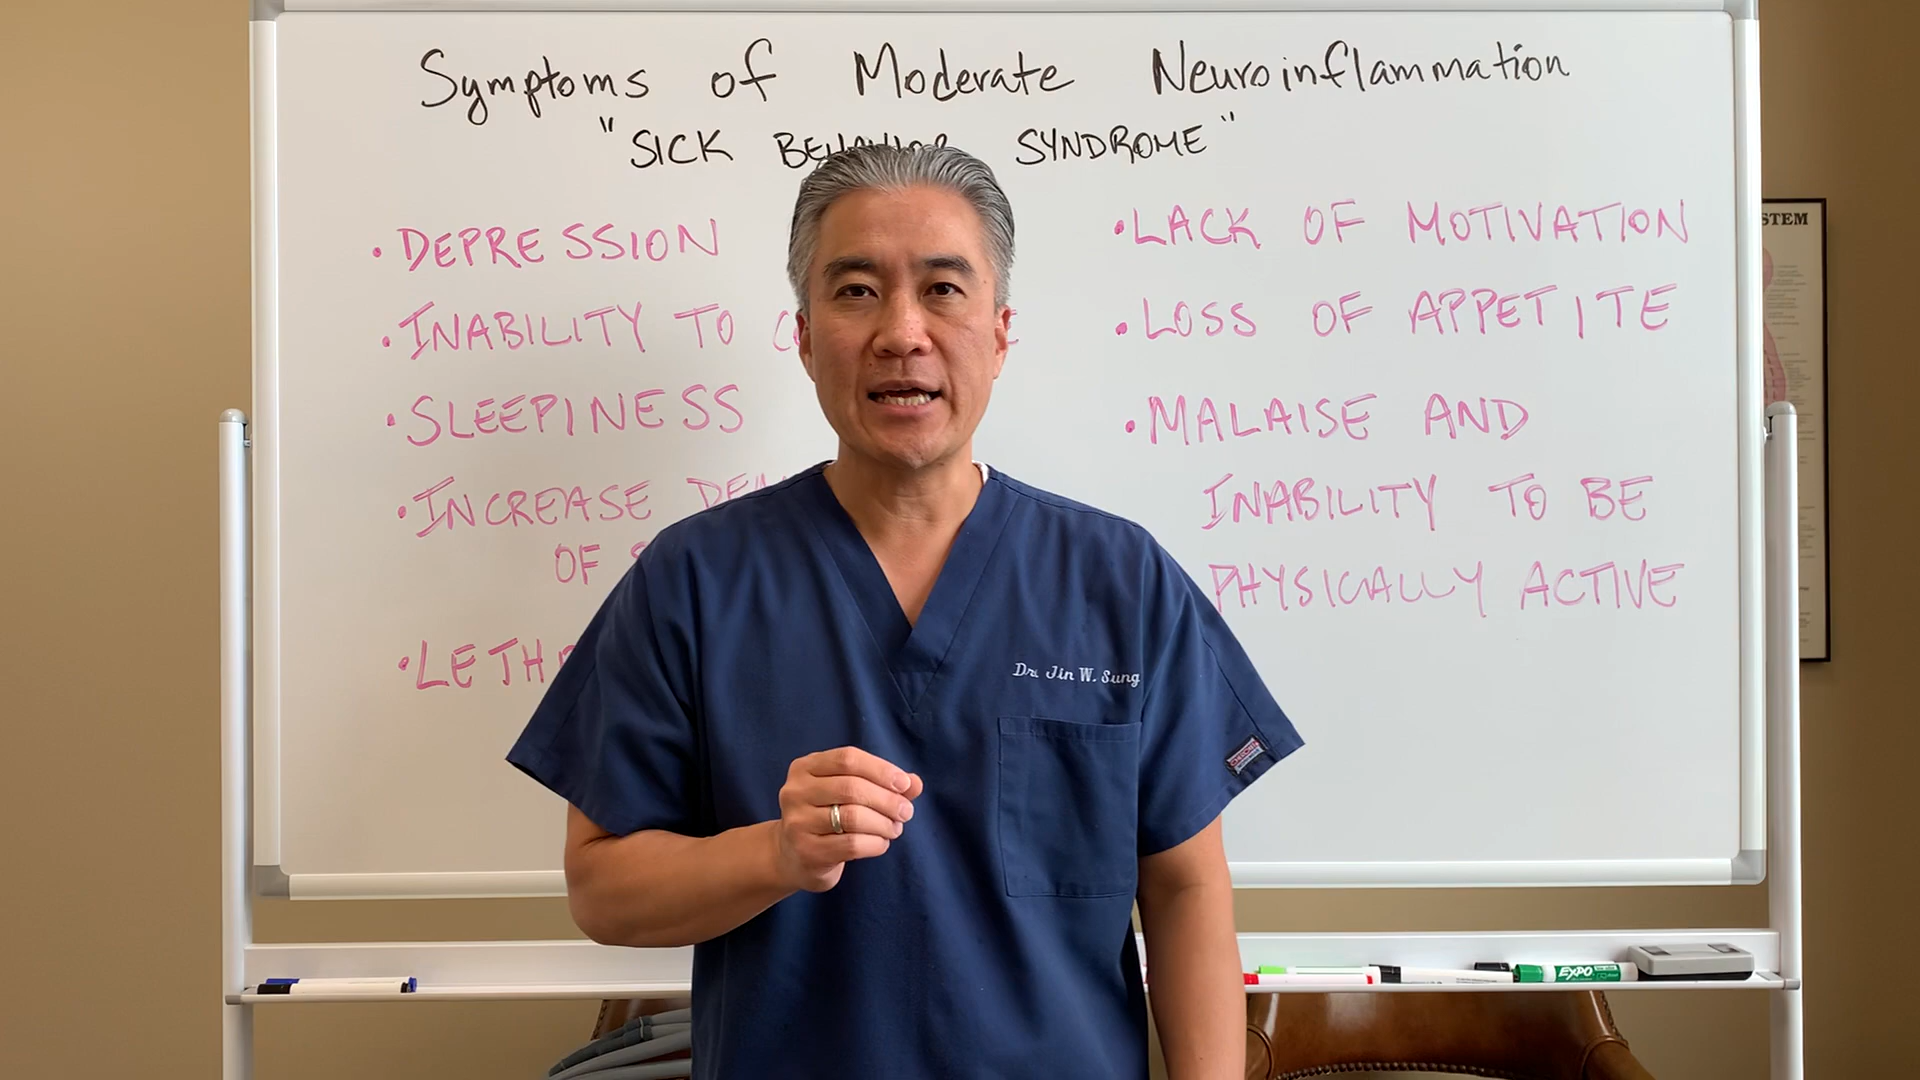 Symptoms of Moderate Neuroinflammation
"SICK BEHAVIOR SYNDROME"
• DEPRESSION
• INABILITY TO
• SLEEPINESS
• INCREASE
OF
• LACK OF MOTIVATION
• LOSS OF APPETITE
• MALAISE AND
INABILITY TO BE
PHYSICALLY ACTIVE
STEM
Dr. Jin W. Sung
EXPO